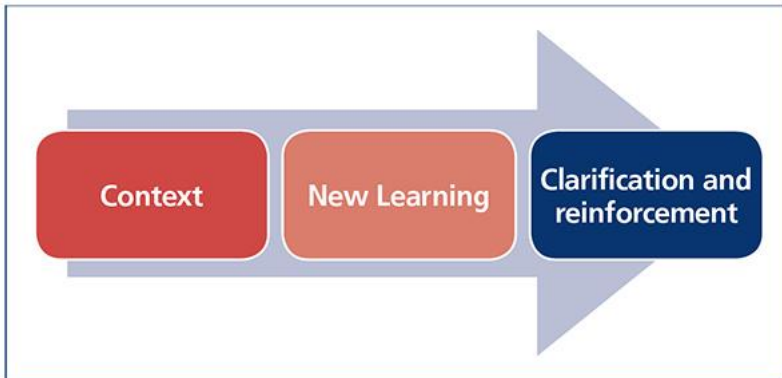 Context
New Learning
Clarification and
reinforcement